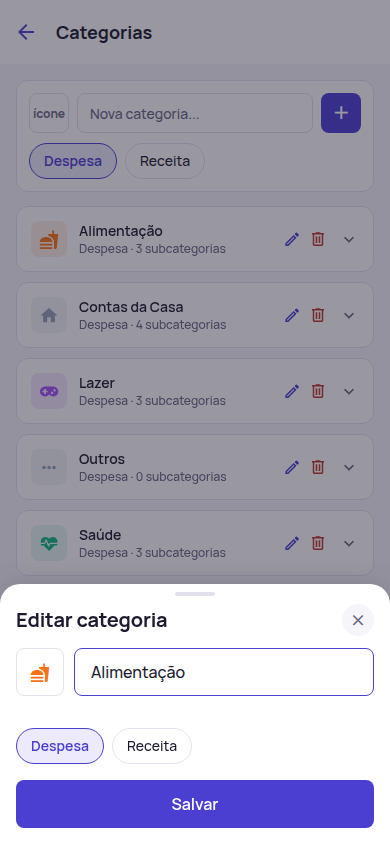 Categorias
ícone
Nova categoria...
Despesa
Receita
Alimentação
Despesa · 3 subcategorias
Contas da Casa
Despesa · 4 subcategorias
Lazer
Despesa · 3 subcategorias
Outros
Despesa · 0 subcategorias
Saúde
Despesa · 3 subcategorias
Editar categoria
Alimentação
Despesa
Receita
Salvar